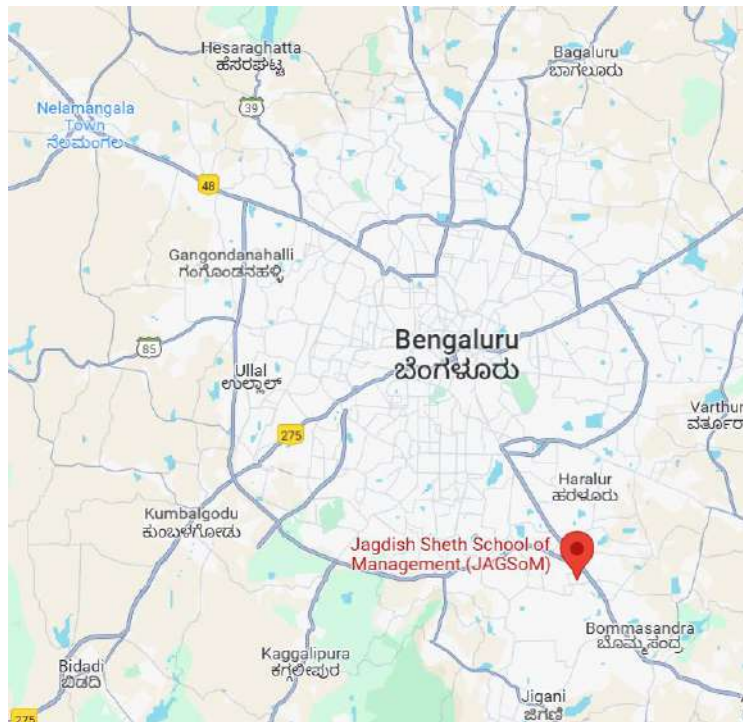 Hesaraghatta
ಹೆಸರಘಟ್ಟ
Bagaluru
ಬಾಗಲೂರು
Nelamangala
Town
ನೆಲಮಂಗಲ
39
48
Gangondanahalli
ಗಂಗೊಂಡನಹಳ್ಳಿ
85
Bengaluru
ಬೆಂಗಳೂರು
Ullal
ಉಲ್ಲಾಳ್
Varthur
ವರ್ತೂರು
275
Haralur
ಹರಳೂರು
Kumbalgodu
ಕುಂಬಳಗೋಡು
Jagdish Sheth School of
Management (JAGSoM)
Bommasandra
ಬೊಮ್ಮಸಂದ್ರ
Kaggalipura
ಕಗ್ಗಲೀಪುರ
Bidadi
ಬಿಡದಿ
Jigani
ಜಿಗಣಿ
275